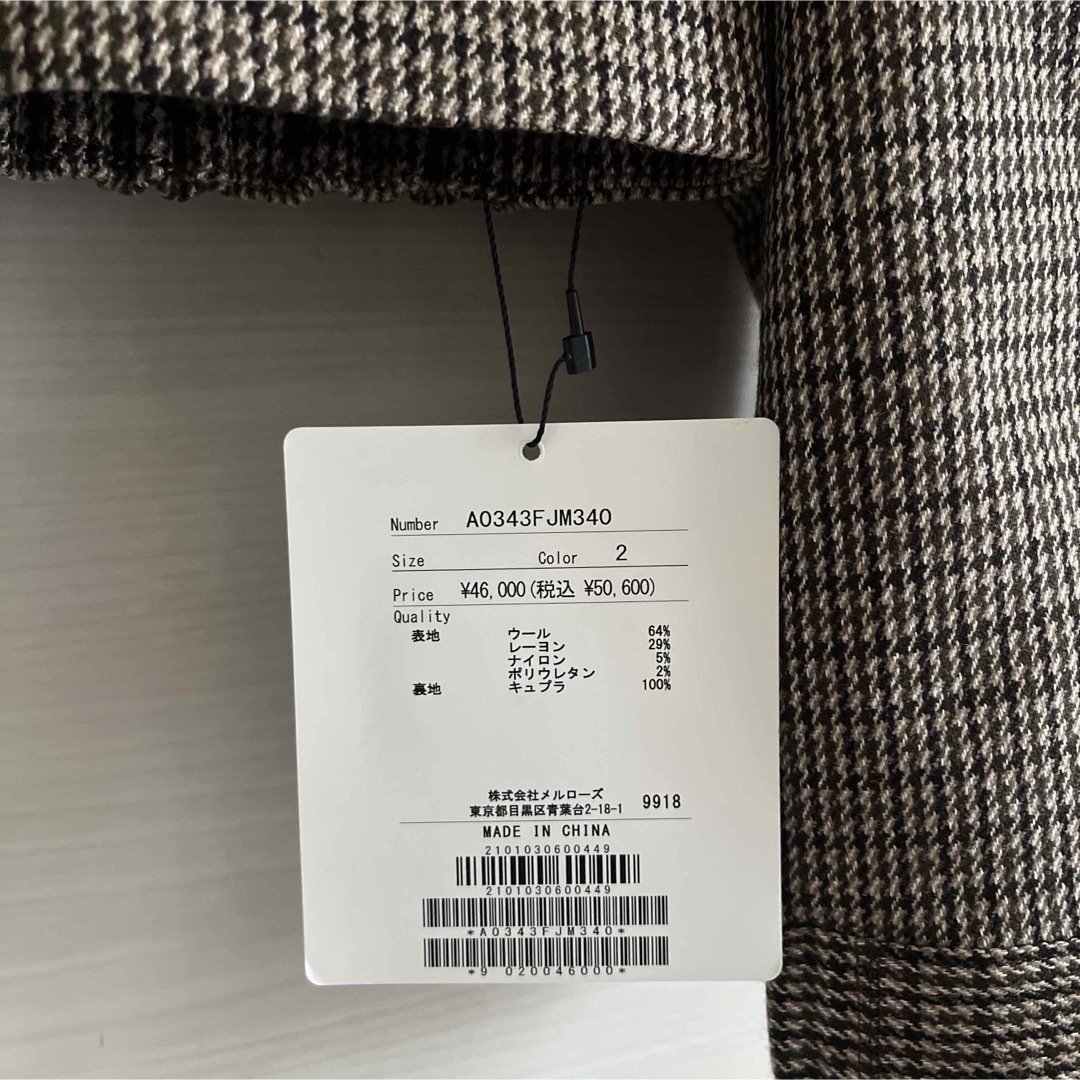 Number A0343FJM340
Size Color 2
Price ¥46,000(税込 ¥50,600)
Quality
表地 ウール 64%
レーヨン 29%
ナイロン 5%
ポリウレタン 2%
裏地 キュプラ 100%
株式会社メルローズ
東京都目黒区青葉台2-18-1 9918
MADE IN CHINA
2101030600449
2101030600449
*A0343FJM340*
*9 020046000*